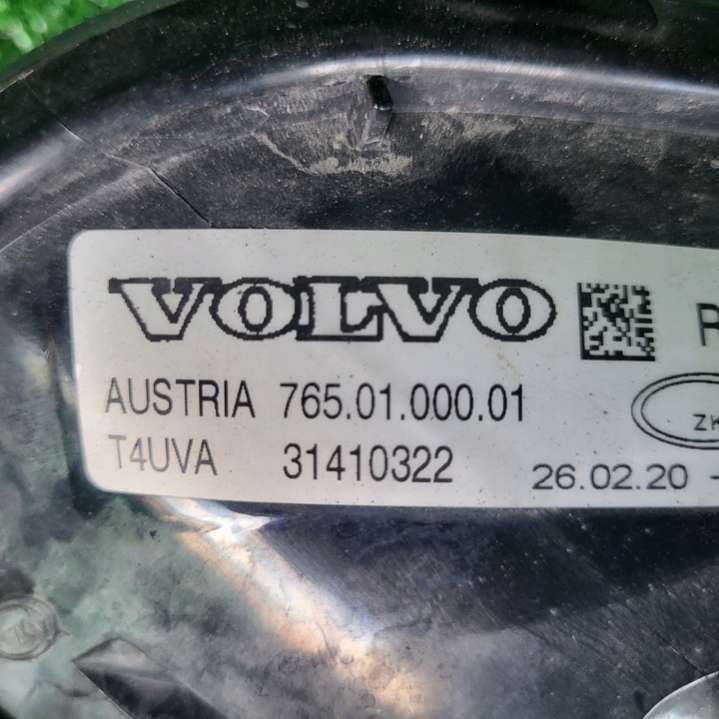 VOLVO
AUSTRIA 765.01.000.01
T4UVA 31410322 26.02.20 -